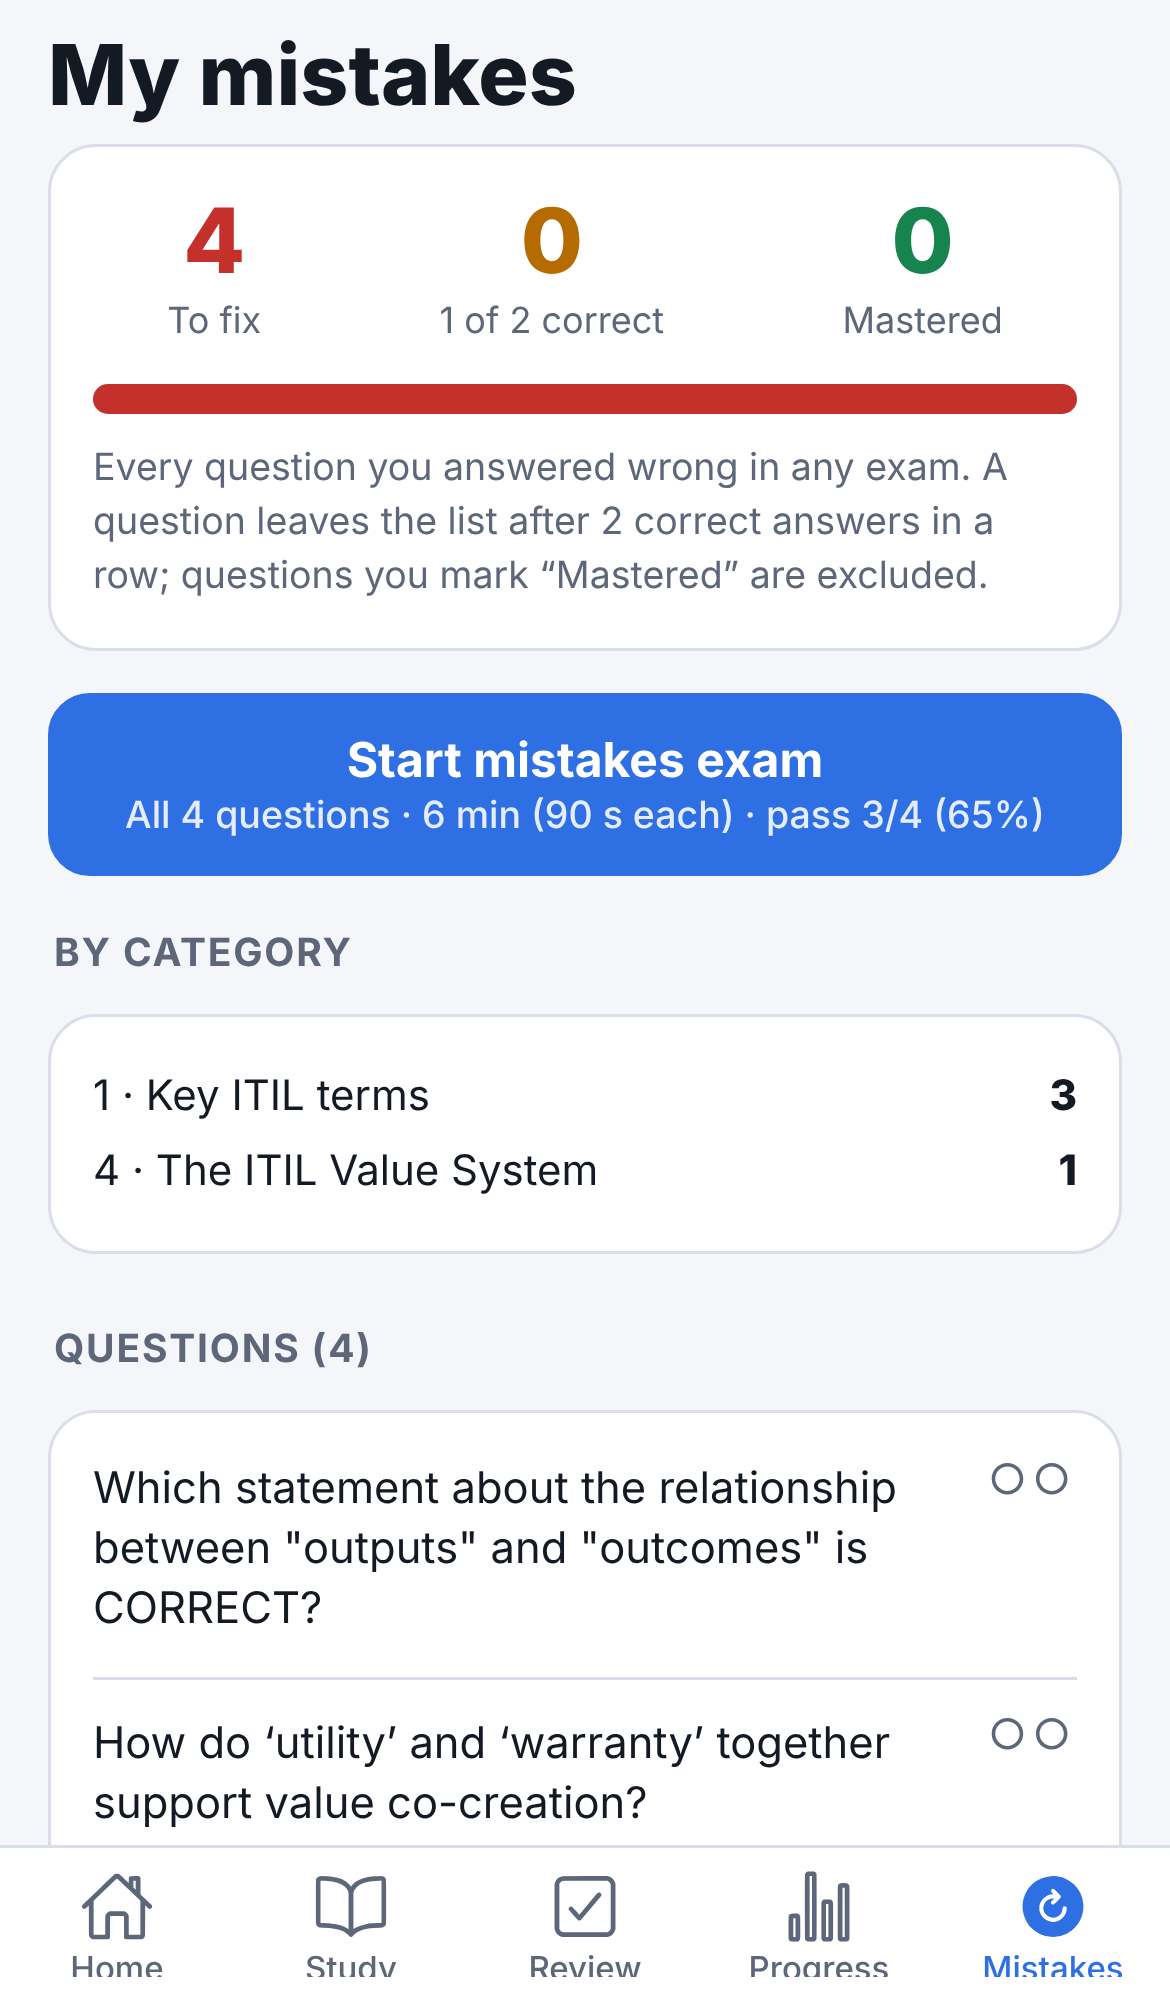 My mistakes
4
To fix
0
1 of 2 correct
0
Mastered
Every question you answered wrong in any exam. A
question leaves the list after 2 correct answers in a
row; questions you mark “Mastered” are excluded.
Start mistakes exam
All 4 questions · 6 min (90 s each) · pass 3/4 (65%)
BY CATEGORY
1 · Key ITIL terms 3
4 · The ITIL Value System 1
QUESTIONS (4)
Which statement about the relationship
between "outputs" and "outcomes" is
CORRECT?
How do ‘utility’ and ‘warranty’ together
support value co-creation?
Home
Study
Review
Progress
Mistakes